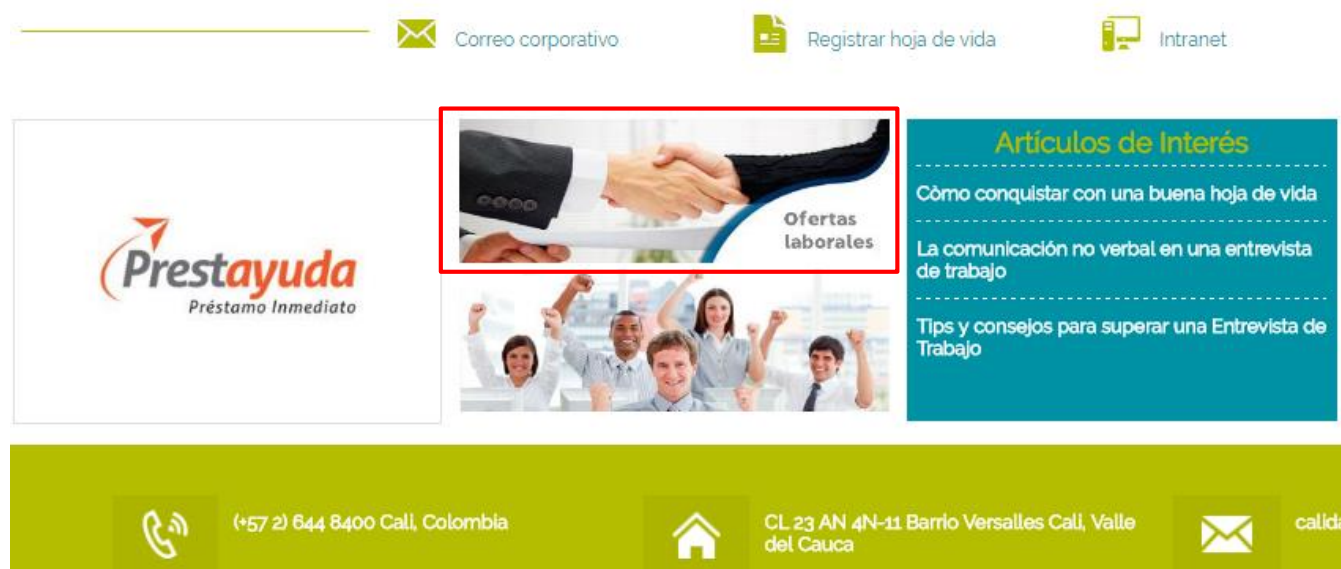 Correo corporativo
Registrar hoja de vida
Intranet
Prestayuda
Préstamo Inmediato
Ofertas
laborales
Artículos de Interés
Còmo conquistar con una buena hoja de vida
La comunicación no verbal en una entrevista
de trabajo
Tips y consejos para superar una Entrevista de
Trabajo
(+57 2) 644 8400 Cali, Colombia
CL 23 AN 4N-11 Barrio Versalles Cali, Valle
del Cauca
calida